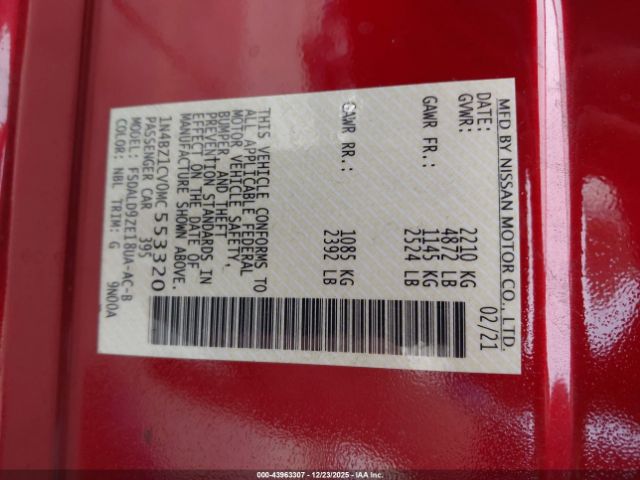 MFD BY NISSAN MOTOR CO., LTD.
DATE: 02/21
GVWR: 2210 KG
4872 LB
GAWR FR.: 1145 KG
2524 LB
GAWR RR.: 1085 KG
2392 LB
THIS VEHICLE CONFORMS TO
ALL APPLICABLE FEDERAL
MOTOR VEHICLE SAFETY,
BUMPER, AND THEFT
PREVENTION STANDARDS IN
EFFECT ON THE DATE OF
MANUFACTURE SHOWN ABOVE.
1N4BZ1CV0MC553320
PASSENGER CAR 395
MODEL: FSDALD9ZE18UA-AC-B
COLOR: NBL TRIM: G 9N00A
000-43963307 | 12/23/2025 | © IAA Holdings, LLC